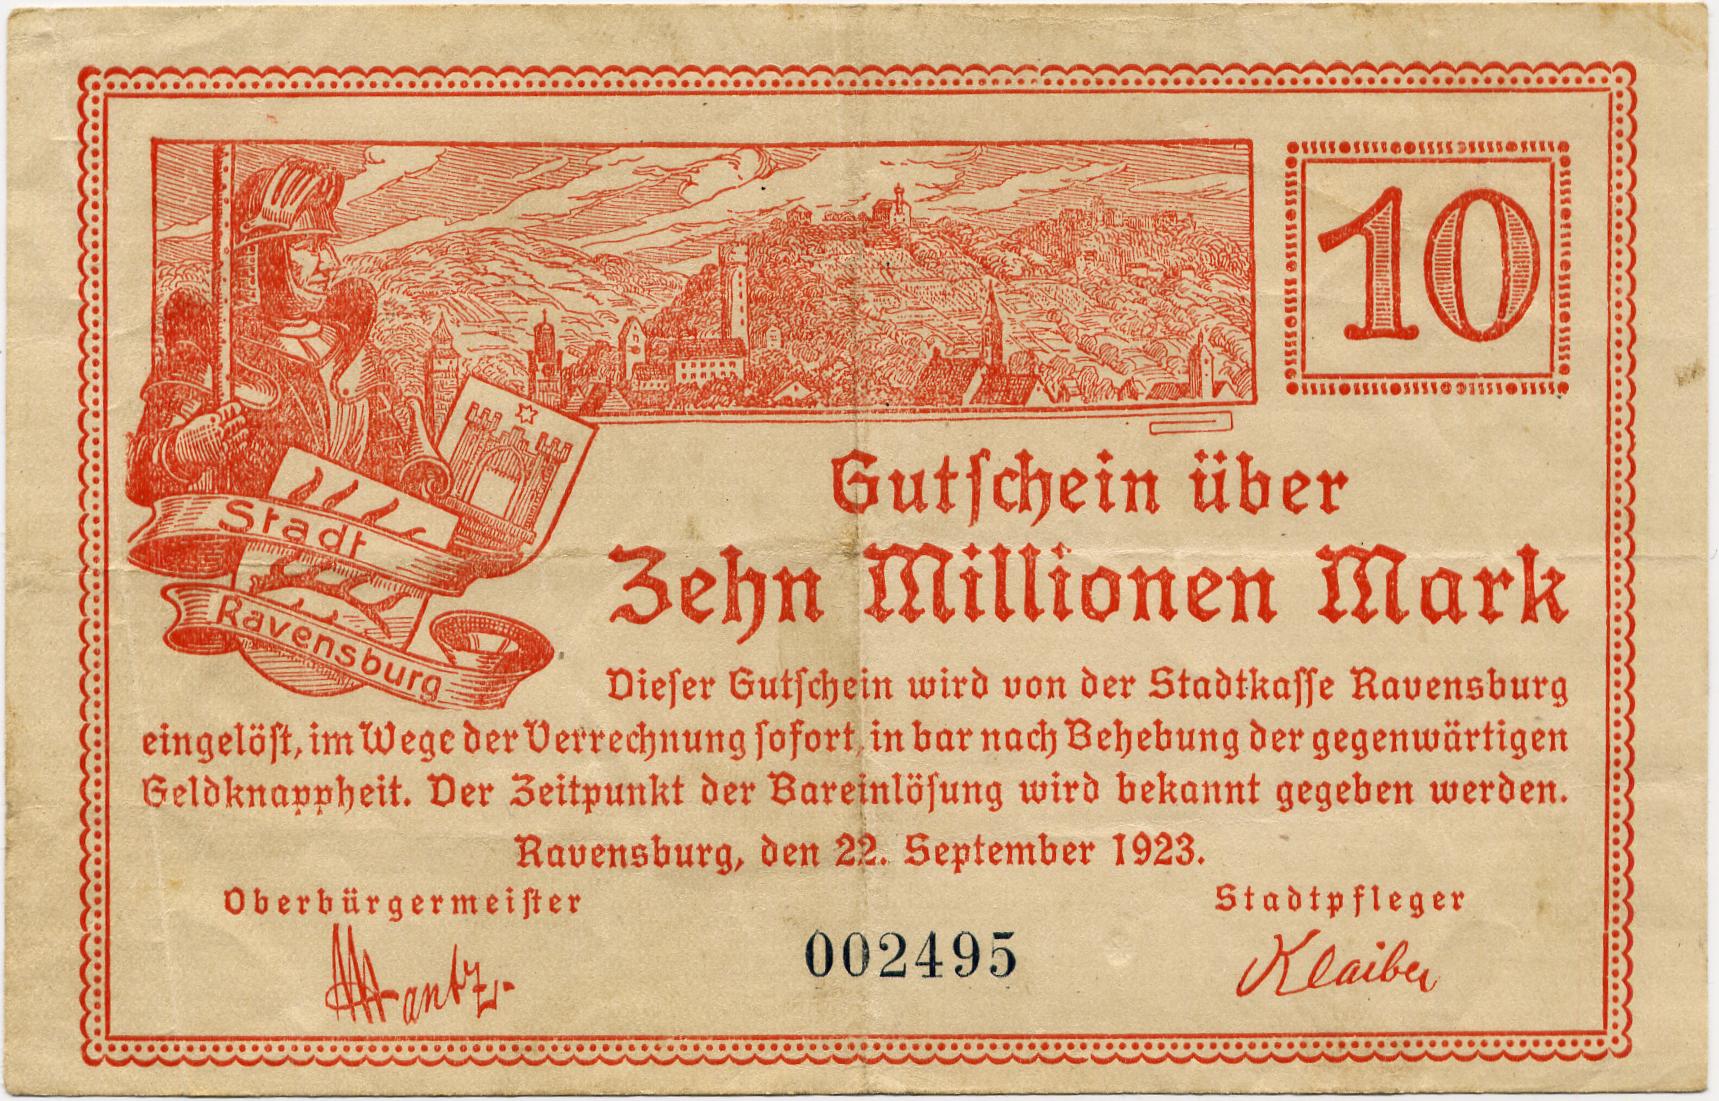 10
Gutschein über
Zehn Millionen Mark
Stadt
Ravensburg
Dieser Gutschein wird von der Stadtkasse Ravensburg
eingelöst, im Wege der Verrechnung sofort, in bar nach Behebung der gegenwärtigen
Geldknappheit. Der Zeitpunkt der Bareinlösung wird bekannt gegeben werden.
Ravensburg, den 22. September 1923.
Oberbürgermeister
Stadtpfleger
002495
Klaiber